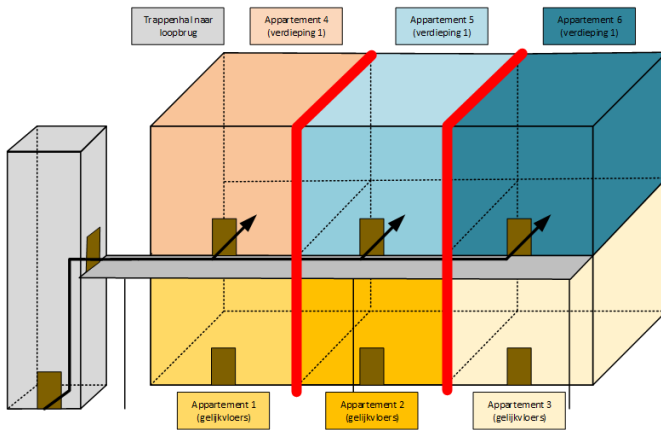 Trappenhal naar
loopbrug
Appartement 4
(verdieping 1)
Appartement 5
(verdieping 1)
Appartement 6
(verdieping 1)
Appartement 1
(gelijkvloers)
Appartement 2
(gelijkvloers)
Appartement 3
(gelijkvloers)